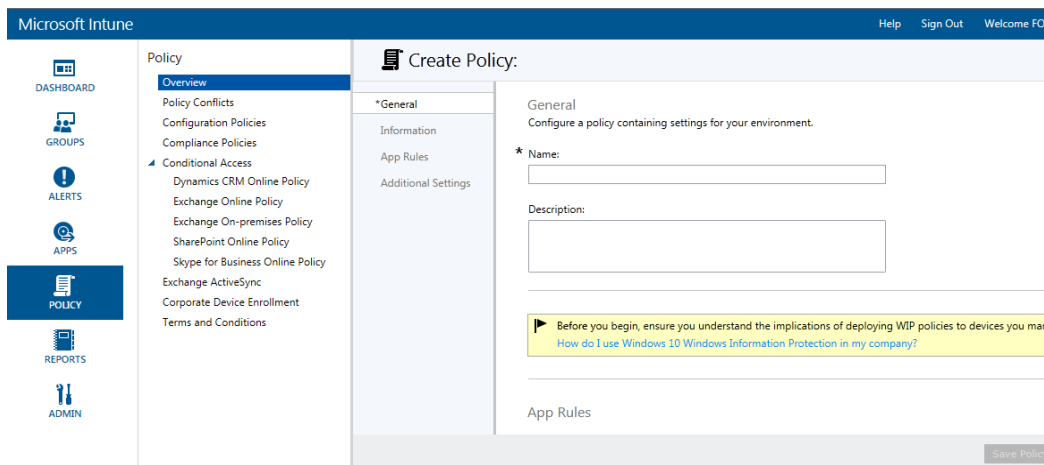 Microsoft Intune
Help Sign Out Welcome FO
DASHBOARD
GROUPS
ALERTS
APPS
POLICY
REPORTS
ADMIN
Policy
Overview
Policy Conflicts
Configuration Policies
Compliance Policies
Conditional Access
Dynamics CRM Online Policy
Exchange Online Policy
Exchange On-premises Policy
SharePoint Online Policy
Skype for Business Online Policy
Exchange ActiveSync
Corporate Device Enrollment
Terms and Conditions
Create Policy:
*General
Information
App Rules
Additional Settings
General
Configure a policy containing settings for your environment.
* Name:
Description:
Before you begin, ensure you understand the implications of deploying WIP policies to devices you mar
How do I use Windows 10 Windows Information Protection in my company?
App Rules
Save Polic